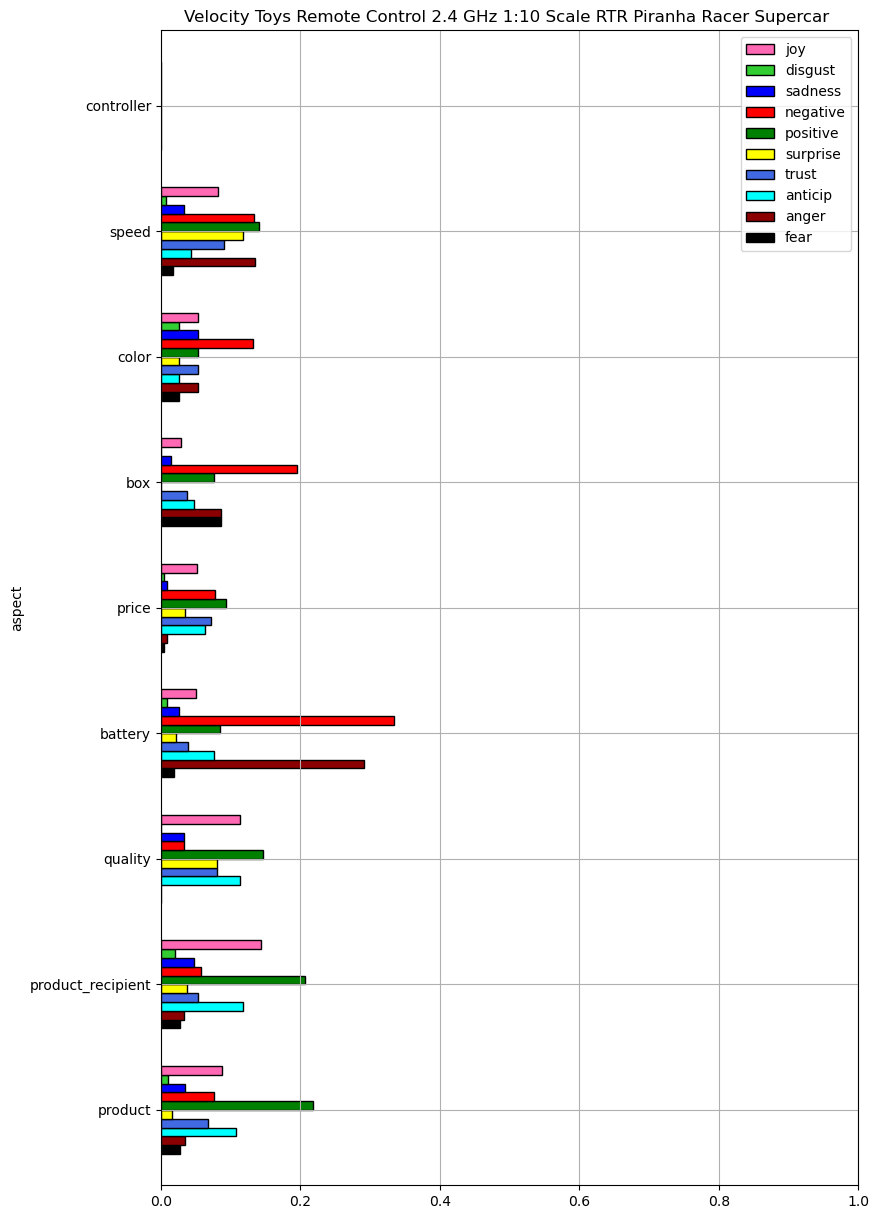 Velocity Toys Remote Control 2.4 GHz 1:10 Scale RTR Piranha Racer Supercar
joy
disgust
sadness
negative
positive
surprise
trust
anticip
anger
fear
controller
speed
color
box
price
aspect
battery
quality
product_recipient
product
0.0 0.2 0.4 0.6 0.8 1.0